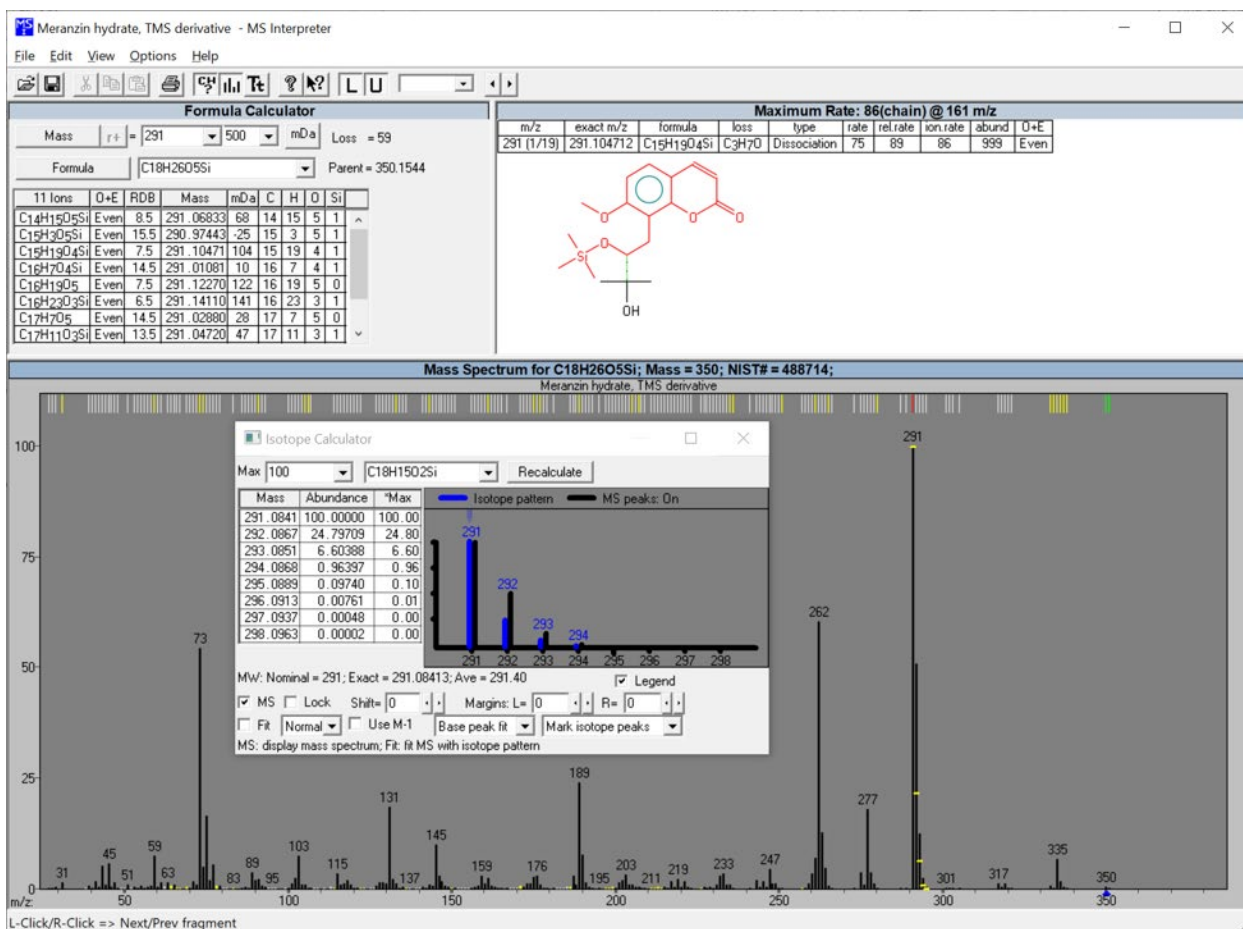 Meranzin hydrate, TMS derivative - MS Interpreter
File Edit View Options Help
Formula Calculator
Mass r+ = 291 500 mDa Loss = 59
Formula C18H26O5Si Parent = 350.1544
11 Ions O+E RDB Mass mDa C H O Si
C14H15O5Si Even 8.5 291.06833 68 14 15 5 1
C15H3O5Si Even 15.5 290.97443 -25 15 3 5 1
C15H19O4Si Even 7.5 291.10471 104 15 19 4 1
C16H7O4Si Even 14.5 291.01081 10 16 7 4 1
C16H19O5 Even 7.5 291.12270 122 16 19 5 0
C16H23O3Si Even 6.5 291.14110 141 16 23 3 1
C17H7O5 Even 14.5 291.02880 28 17 7 5 0
C17H11O3Si Even 13.5 291.04720 47 17 11 3 1
Maximum Rate: 86(chain) @ 161 m/z
m/z exact m/z formula loss type rate rel.rate ion.rate abund O+E
291 (1/19) 291.104712 C15H19O4Si C3H7O Dissociation 75 89 86 999 Even
O O O
O
Si
OH
Mass Spectrum for C18H26O5Si; Mass = 350; NIST# = 488714;
Meranzin hydrate, TMS derivative
Isotope Calculator
Max 100 C18H15O2Si Recalculate
Mass Abundance *Max
291.0841 100.00000 100.00
292.0867 24.79709 24.80
293.0851 6.60388 6.60
294.0868 0.96397 0.96
295.0889 0.09740 0.10
296.0913 0.00761 0.01
297.0937 0.00048 0.00
298.0963 0.00002 0.00
Isotope pattern MS peaks: On
291
292
293
294
291 292 293 294 295 296 297 298
MW: Nominal = 291; Exact = 291.08413; Ave = 291.40
Legend
MS Lock Shift= 0 Margins: L= 0 R= 0
Fit Normal Use M-1 Base peak fit Mark isotope peaks
MS: display mass spectrum; Fit: fit MS with isotope pattern
100
75
50
25
0
31 45 51 59 63 73 83 89 95 103 115 131 137 145 159 176 189 195 203 211 219 233 247 262 277 291 301 317 335 350
m/z: 50 100 150 200 250 300 350
L-Click/R-Click => Next/Prev fragment